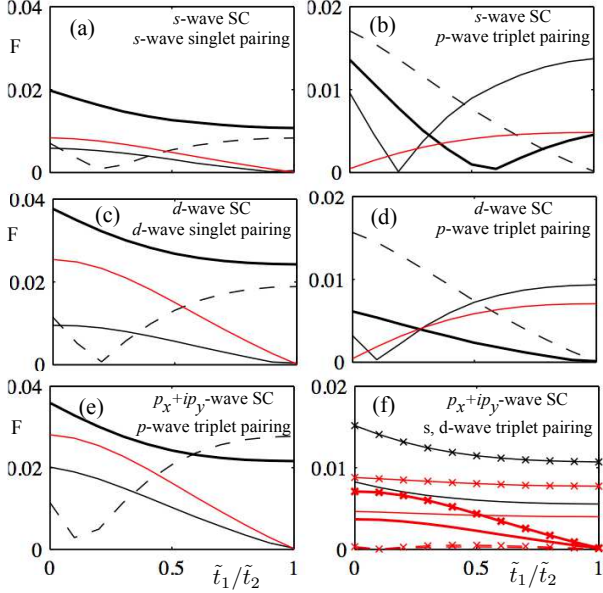 (a) s-wave SC
s-wave singlet pairing
0.04
F
0.02
0
(b) s-wave SC
p-wave triplet pairing
0.02
0.01
0
(c) d-wave SC
d-wave singlet pairing
0.04
F
0.02
0
(d) d-wave SC
p-wave triplet pairing
0.02
0.01
0
(e) pₓ+ip_y-wave SC
p-wave triplet pairing
0.04
F
0.02
0
0 0.5 1
t̃₁/t̃₂
(f) pₓ+ip_y-wave SC
s, d-wave triplet pairing
0.02
0.01
0
0 0.5 1
t̃₁/t̃₂